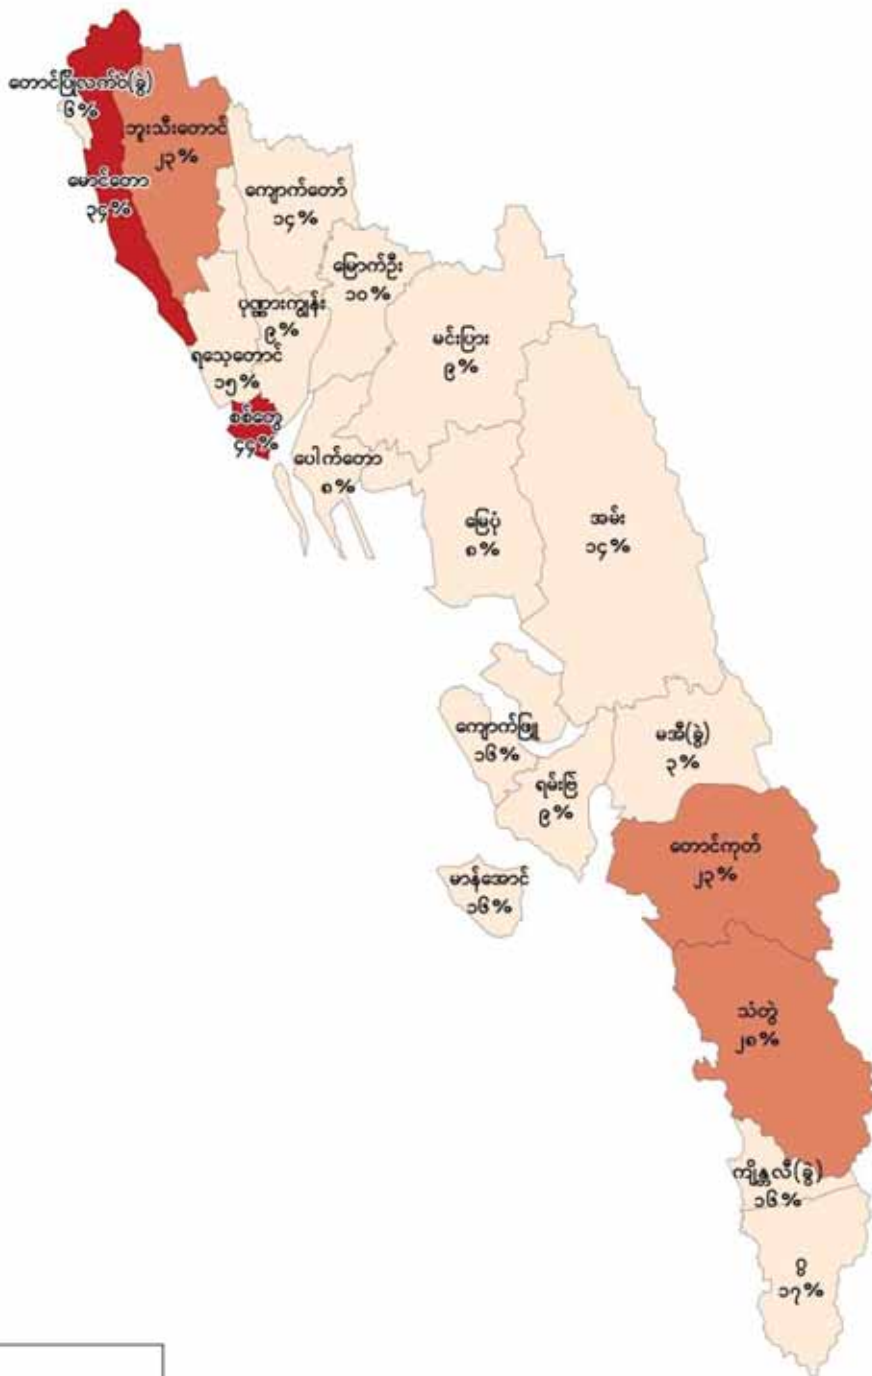 တောင်ပြိုလက်ဝဲ(ခွဲ)
၆%
ဘူးသီးတောင်
၂၃%
မောင်တော
၃၄%
ကျောက်တော်
၁၄%
မြောက်ဦး
၁၀%
ပုဏ္ဏားကျွန်း
၉%
မင်းပြား
၉%
ရသေ့တောင်
၁၅%
စစ်တွေ
၄၄%
ပေါက်တော
၈%
မြေပုံ
၈%
အမ်း
၁၄%
ကျောက်ဖြူ
၁၆%
မအီ(ခွဲ)
၃%
ရမ်းဗြဲ
၉%
တောင်ကုတ်
၂၃%
မာန်အောင်
၁၆%
သံတွဲ
၂၈%
ကျိန္တလီ(ခွဲ)
၁၆%
ဂွ
၁၇%